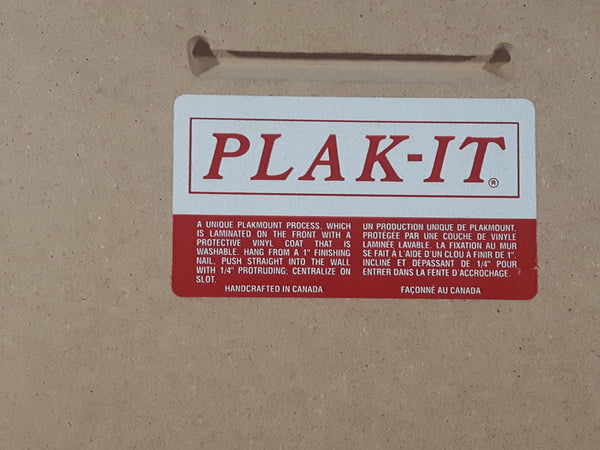 PLAK-IT®
A UNIQUE PLAKMOUNT PROCESS, WHICH
IS LAMINATED ON THE FRONT WITH A
PROTECTIVE VINYL COAT THAT IS
WASHABLE. HANG FROM A 1" FINISHING
NAIL, PUSH STRAIGHT INTO THE WALL
WITH 1/4" PROTRUDING; CENTRALIZE ON
SLOT.
HANDCRAFTED IN CANADA
UN PRODUCTION UNIQUE DE PLAKMOUNT,
PROTÉGÉE PAR UNE COUCHE DE VINYLE
LAMINÉE LAVABLE. LA FIXATION AU MUR
SE FAIT À L'AIDE D'UN CLOU A FINIR DE 1".
INCLINÉ ET DEPASSANT DE 1/4" POUR
ENTRER DANS LA FENTE D'ACCROCHAGE.
FAÇONNÉ AU CANADA